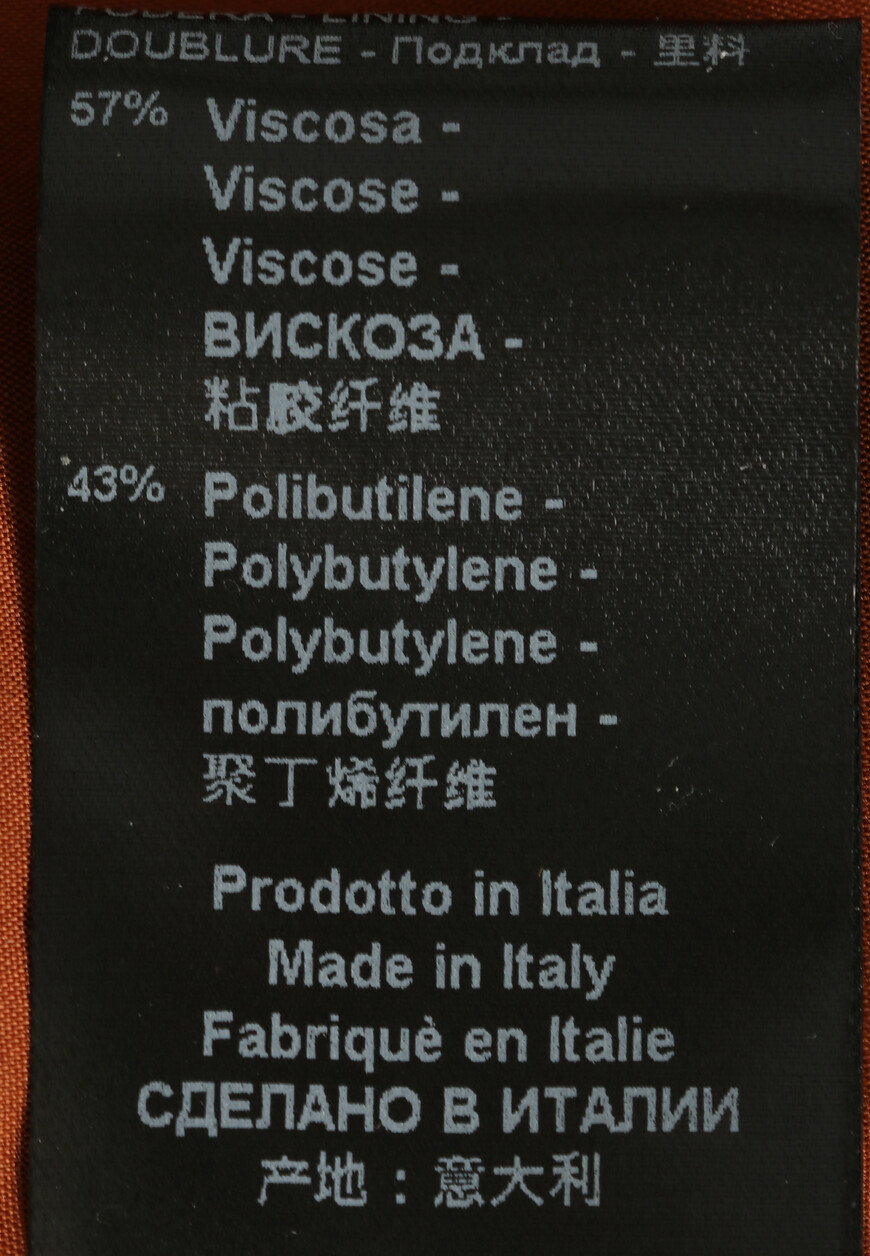 FODERA - LINING -
DOUBLURE - Подклад - 里料
57% Viscosa -
Viscose -
Viscose -
ВИСКОЗА -
粘胶纤维
43% Polibutilene -
Polybutylene -
Polybutylene -
полибутилен -
聚丁烯纤维
Prodotto in Italia
Made in Italy
Fabriquè en Italie
СДЕЛАНО В ИТАЛИИ
产地：意大利